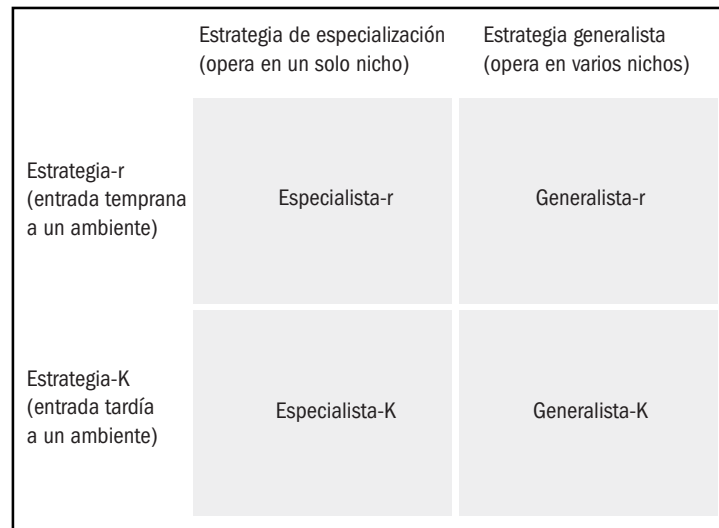 Estrategia de especialización
(opera en un solo nicho)
Estrategia generalista
(opera en varios nichos)
Estrategia-r
(entrada temprana
a un ambiente)
Especialista-r
Generalista-r
Estrategia-K
(entrada tardía
a un ambiente)
Especialista-K
Generalista-K